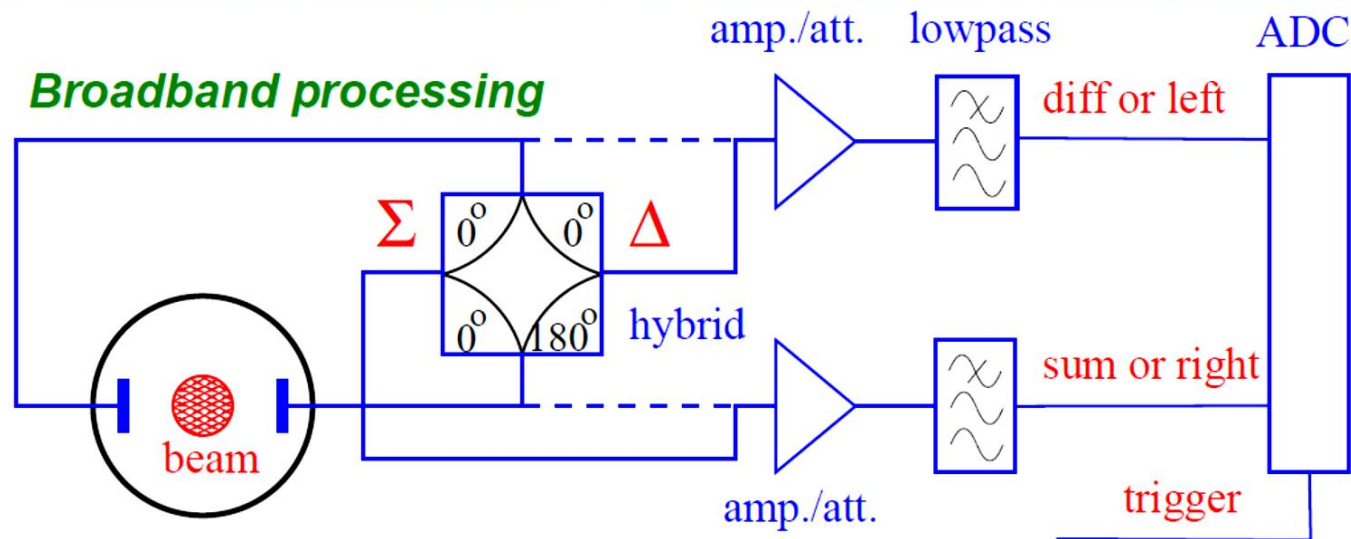 amp./att. lowpass ADC
Broadband processing
diff or left
Σ 0° 0° Δ
0° 180° hybrid
sum or right
beam
trigger
amp./att.